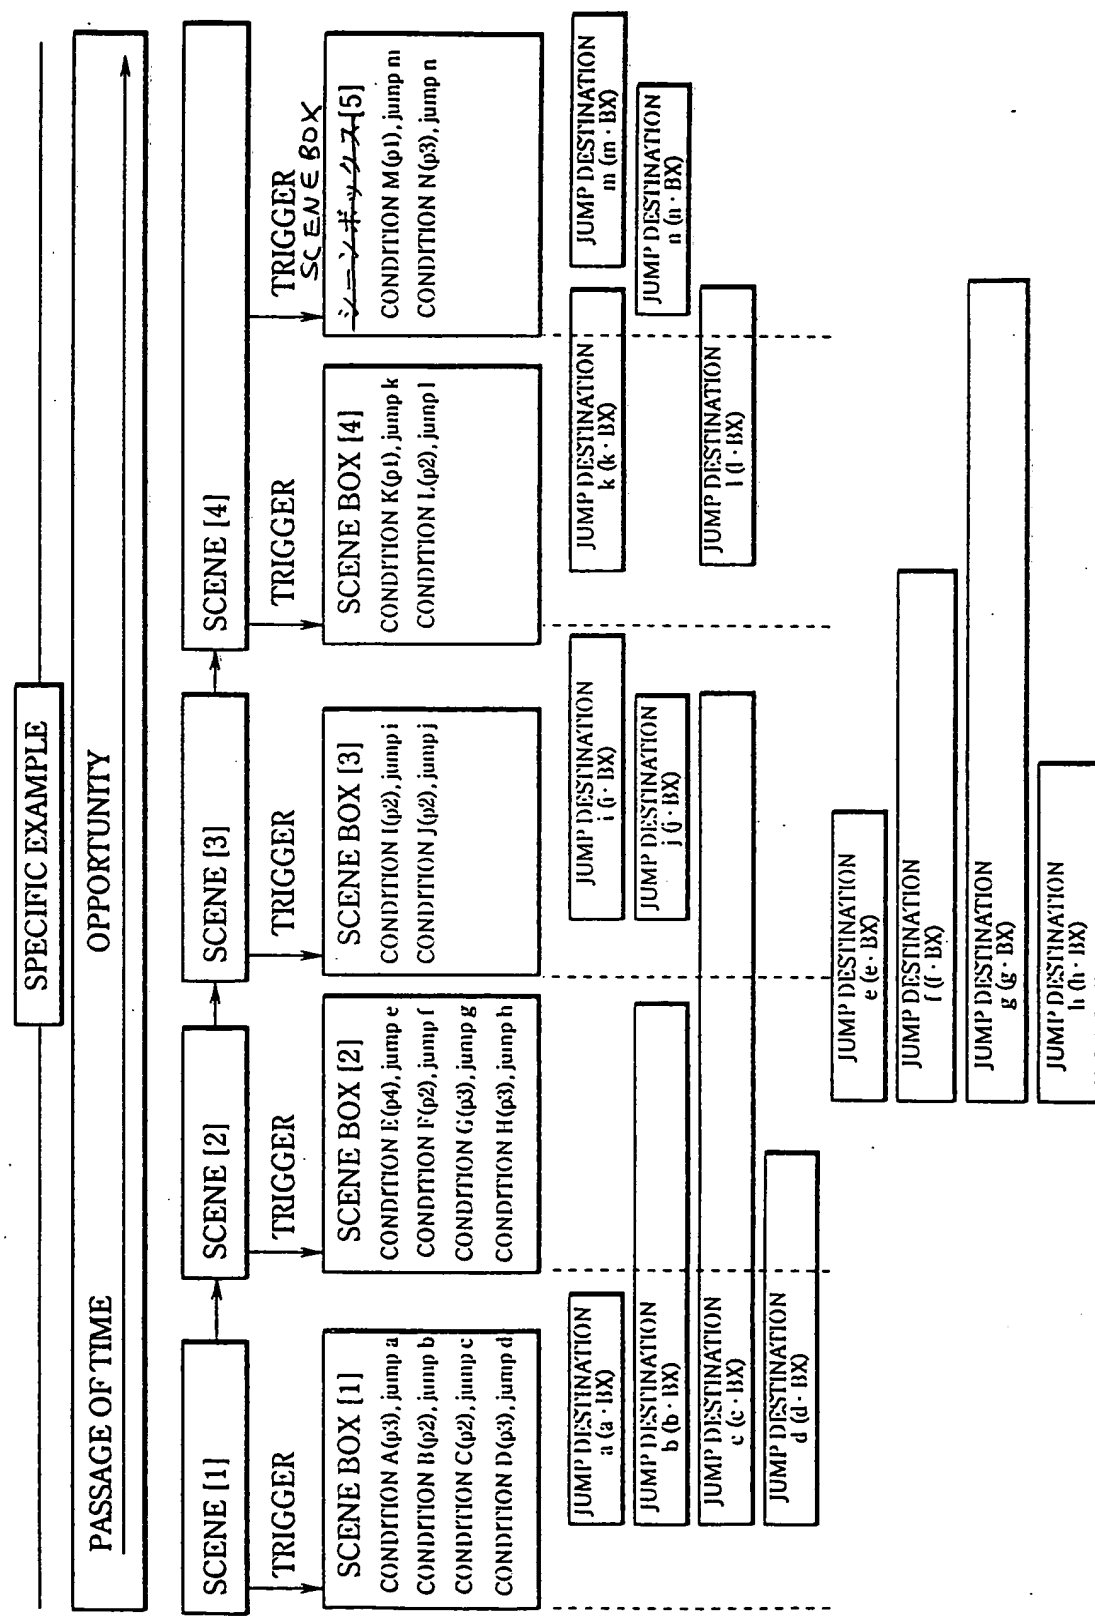 SPECIFIC EXAMPLE
PASSAGE OF TIME
OPPORTUNITY
SCENE [1]
SCENE [2]
SCENE [3]
SCENE [4]
TRIGGER
TRIGGER
TRIGGER
TRIGGER
TRIGGER
SCENE BOX
SCENE BOX [1]
CONDITION A(p3), jump a
CONDITION B(p2), jump b
CONDITION C(p2), jump c
CONDITION D(p3), jump d
SCENE BOX [2]
CONDITION E(p4), jump e
CONDITION F(p2), jump f
CONDITION G(p3), jump g
CONDITION H(p3), jump h
SCENE BOX [3]
CONDITION I(p2), jump i
CONDITION J(p2), jump j
SCENE BOX [4]
CONDITION K(p1), jump k
CONDITION L(p2), jump l
シーンボックス[5]
CONDITION M(p1), jump m
CONDITION N(p3), jump n
JUMP DESTINATION
a (a · BX)
JUMP DESTINATION
b (b · BX)
JUMP DESTINATION
c (c · BX)
JUMP DESTINATION
d (d · BX)
JUMP DESTINATION
e (e · BX)
JUMP DESTINATION
f (f · BX)
JUMP DESTINATION
g (g · BX)
JUMP DESTINATION
h (h · BX)
JUMP DESTINATION
i (i · BX)
JUMP DESTINATION
j (j · BX)
JUMP DESTINATION
k (k · BX)
JUMP DESTINATION
l (l · BX)
JUMP DESTINATION
m (m · BX)
JUMP DESTINATION
n (n · BX)